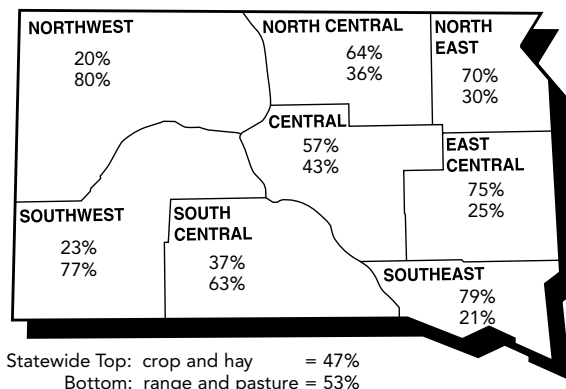 NORTHWEST
20%
80%
NORTH CENTRAL
64%
36%
NORTH
EAST
70%
30%
CENTRAL
57%
43%
EAST
CENTRAL
75%
25%
SOUTHWEST
23%
77%
SOUTH
CENTRAL
37%
63%
SOUTHEAST
79%
21%
Statewide Top: crop and hay = 47%
Bottom: range and pasture = 53%